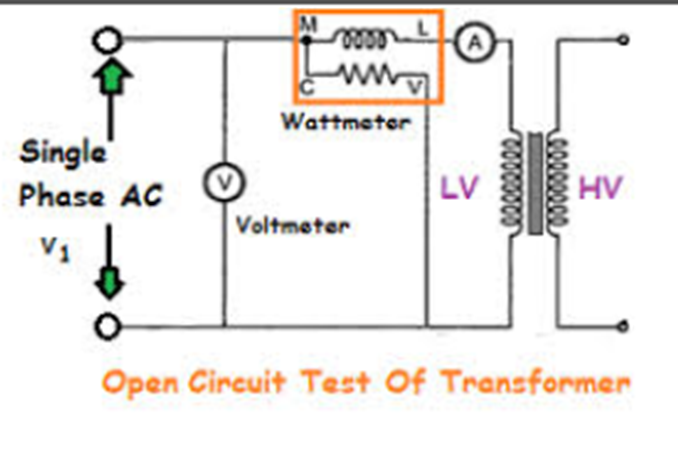 M
L
A
C
V
Wattmeter
Single
Phase AC
V
LV
HV
Voltmeter
V1
Open Circuit Test Of Transformer